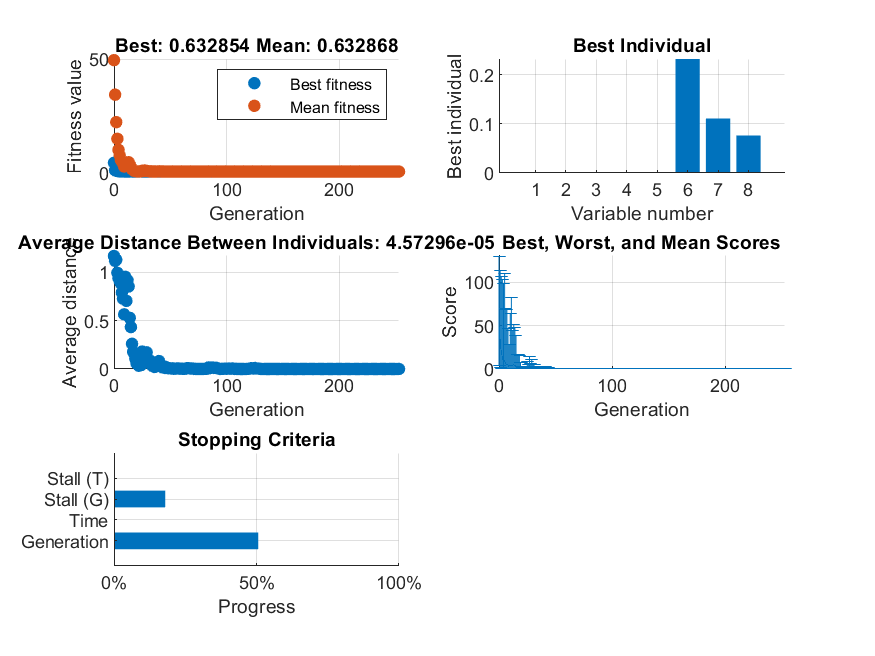 Best: 0.632854 Mean: 0.632868
Fitness value
50
0
Best fitness
Mean fitness
0 100 200
Generation
Best Individual
Best individual
0.2
0.1
0
1 2 3 4 5 6 7 8
Variable number
Average Distance Between Individuals: 4.57296e-05
Average distance
1
0.5
0
0 100 200
Generation
Best, Worst, and Mean Scores
Score
100
50
0
0 100 200
Generation
Stopping Criteria
Stall (T)
Stall (G)
Time
Generation
0% 50% 100%
Progress